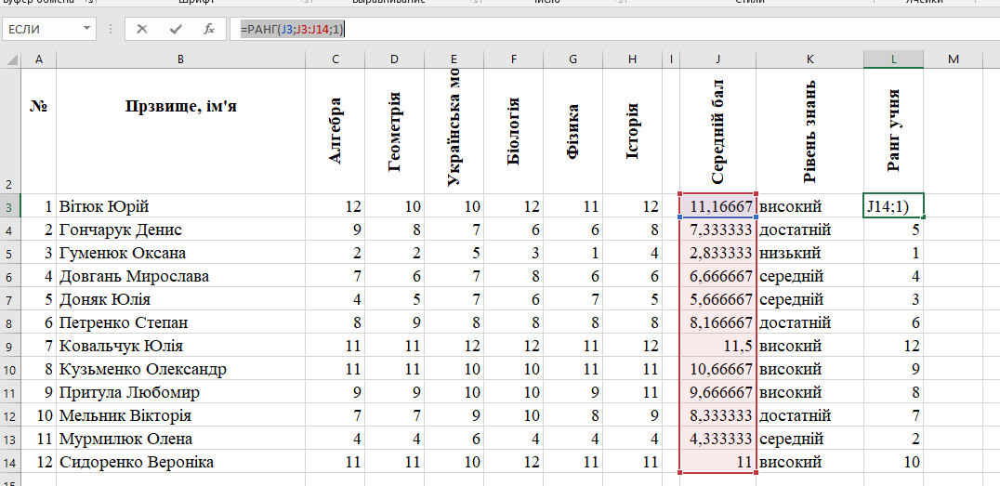 Буфер обмена Шрифт Выравнивание Число Стили Ячейки
ЕСЛИ fx =РАНГ(J3;J3:J14;1)
A B C D E F G H I J K L M
2 № Прзвище, ім'я Алгебра Геометрія Українська мо Біологія Фізика Історія Середній бал Рівень знань Ранг учня
3 1 Вітюк Юрій 12 10 10 12 11 12 11,16667 високий J14;1)
4 2 Гончарук Денис 9 8 7 6 6 8 7,333333 достатній 5
5 3 Гуменюк Оксана 2 2 5 3 1 4 2,833333 низький 1
6 4 Довгань Мирослава 7 6 7 8 6 6 6,666667 середній 4
7 5 Доняк Юлія 4 5 7 6 7 5 5,666667 середній 3
8 6 Петренко Степан 8 9 8 8 8 8 8,166667 достатній 6
9 7 Ковальчук Юлія 11 11 12 12 11 12 11,5 високий 12
10 8 Кузьменко Олександр 11 11 10 10 11 11 10,66667 високий 9
11 9 Притула Любомир 9 9 10 10 9 11 9,666667 високий 8
12 10 Мельник Вікторія 7 7 9 10 8 9 8,333333 достатній 7
13 11 Мурмилюк Олена 4 4 6 4 4 4 4,333333 середній 2
14 12 Сидоренко Вероніка 11 11 10 12 11 11 11 високий 10